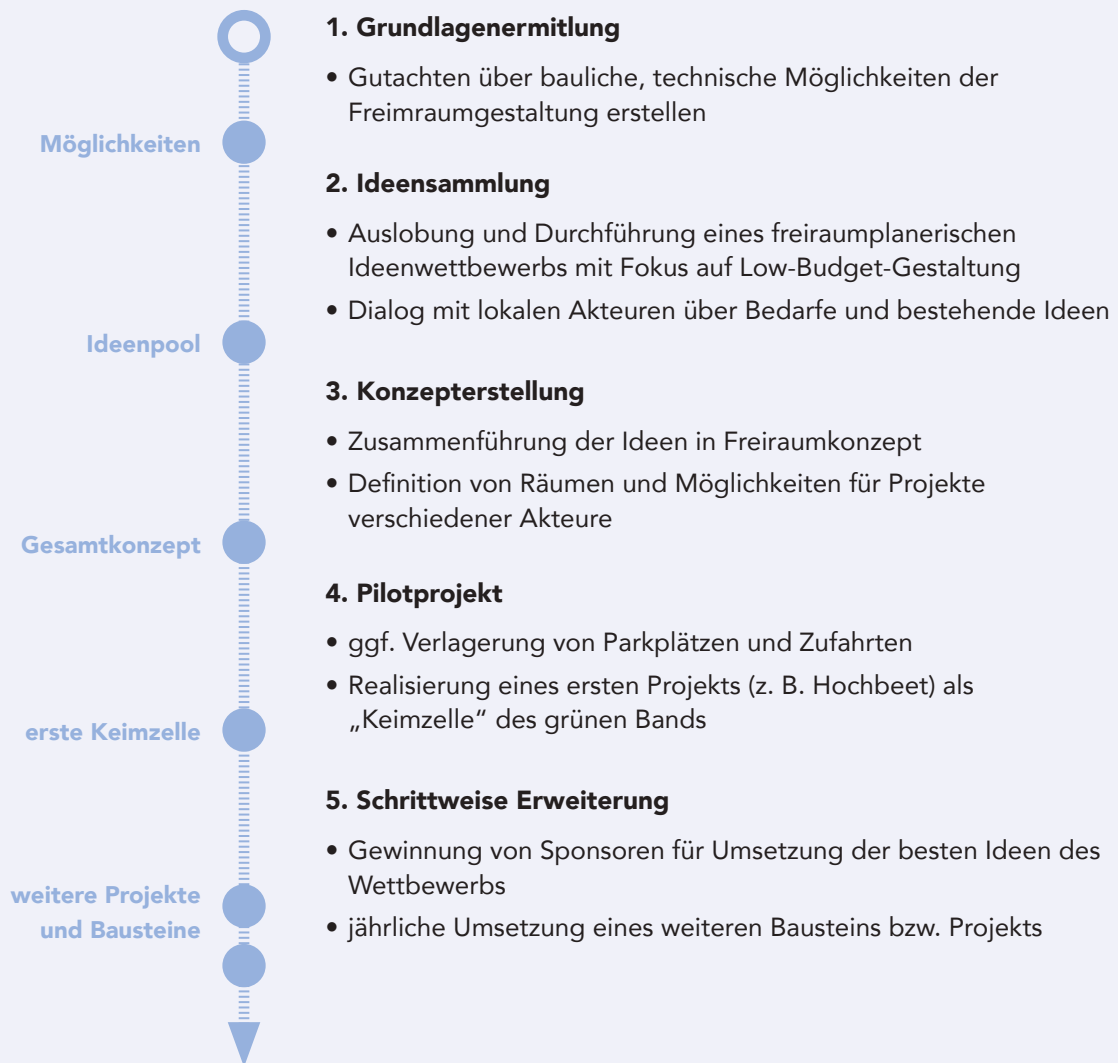 1. Grundlagenermitlung
• Gutachten über bauliche, technische Möglichkeiten der
Freimraumgestaltung erstellen
Möglichkeiten
2. Ideensammlung
• Auslobung und Durchführung eines freiraumplanerischen
Ideenwettbewerbs mit Fokus auf Low-Budget-Gestaltung
• Dialog mit lokalen Akteuren über Bedarfe und bestehende Ideen
Ideenpool
3. Konzepterstellung
• Zusammenführung der Ideen in Freiraumkonzept
• Definition von Räumen und Möglichkeiten für Projekte
verschiedener Akteure
Gesamtkonzept
4. Pilotprojekt
• ggf. Verlagerung von Parkplätzen und Zufahrten
• Realisierung eines ersten Projekts (z. B. Hochbeet) als
„Keimzelle“ des grünen Bands
erste Keimzelle
5. Schrittweise Erweiterung
• Gewinnung von Sponsoren für Umsetzung der besten Ideen des
Wettbewerbs
• jährliche Umsetzung eines weiteren Bausteins bzw. Projekts
weitere Projekte
und Bausteine